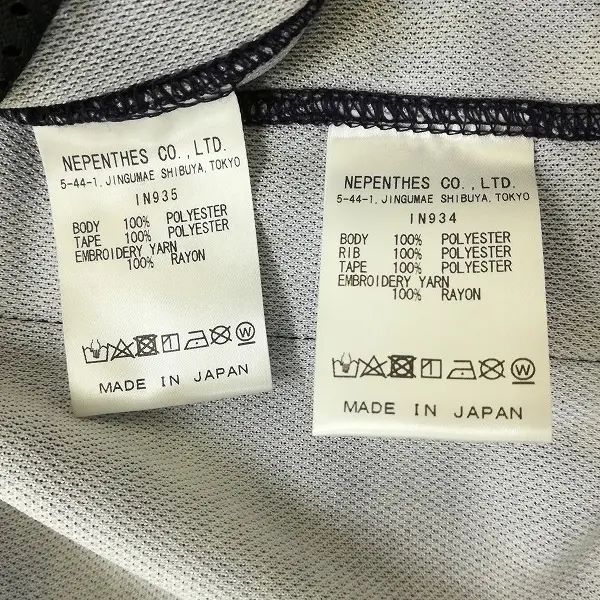 NEPENTHES CO., LTD.
5-44-1, JINGUMAE SHIBUYA, TOKYO
IN935
BODY 100% POLYESTER
TAPE 100% POLYESTER
EMBROIDERY YARN
100% RAYON
W
MADE IN JAPAN
NEPENTHES CO., LTD.
5-44-1, JINGUMAE SHIBUYA, TOKYO
IN934
BODY 100% POLYESTER
RIB 100% POLYESTER
TAPE 100% POLYESTER
EMBROIDERY YARN
100% RAYON
W
MADE IN JAPAN